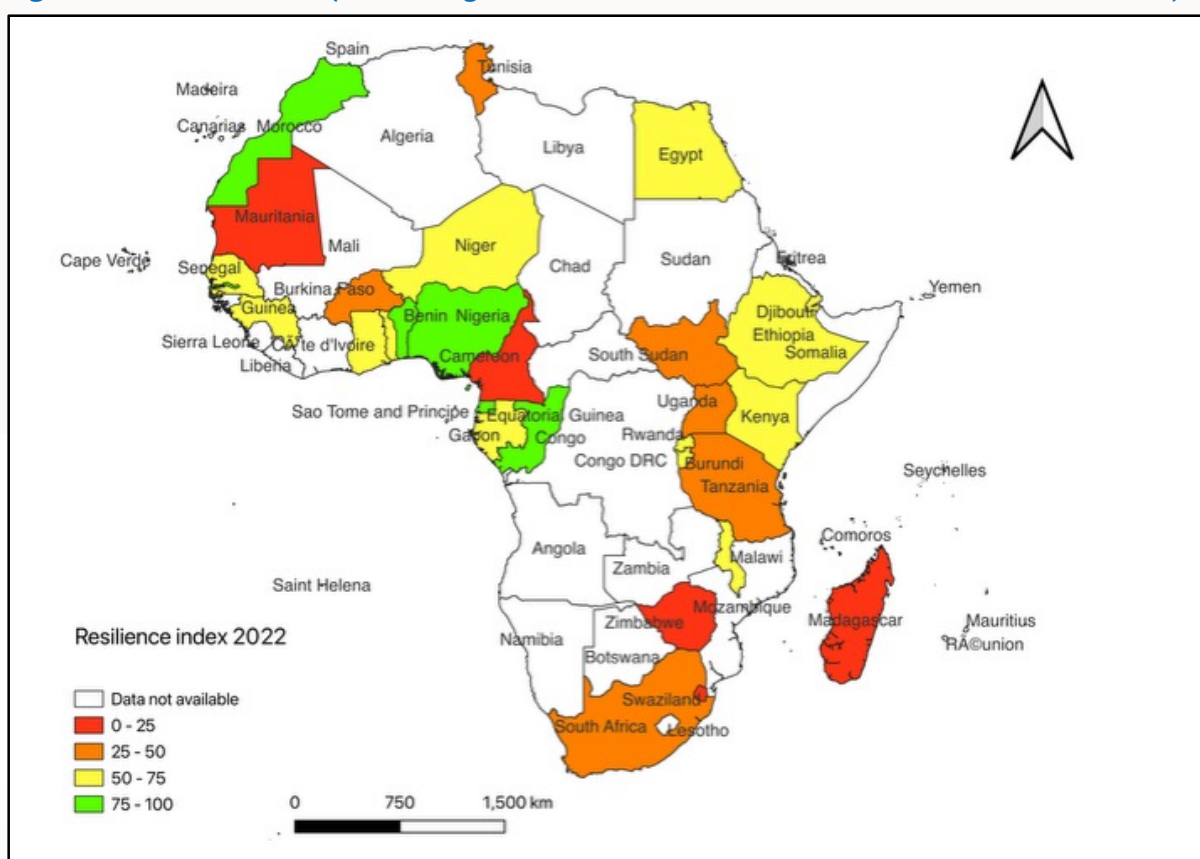 Spain
Tunisia
Madeira
Canarias
Morocco
Algeria
Libya
Egypt
Mauritania
Mali
Niger
Cape Verde
Senegal
Chad
Sudan
Eritrea
Yemen
Burkina Faso
Guinea
Benin
Nigeria
Djibouti
Ethiopia
Somalia
Sierra Leone
CÃ´te d'Ivoire
Liberia
Cameroon
South Sudan
Sao Tome and Principe
Equatorial Guinea
Gabon
Congo
Uganda
Kenya
Rwanda
Congo DRC
Burundi
Tanzania
Seychelles
Comoros
Angola
Zambia
Malawi
Saint Helena
Mozambique
Zimbabwe
Madagascar
Mauritius
RÃ©union
Namibia
Botswana
Swaziland
South Africa
Lesotho
Resilience index 2022
Data not available
0 - 25
25 - 50
50 - 75
75 - 100
0 750 1,500 km